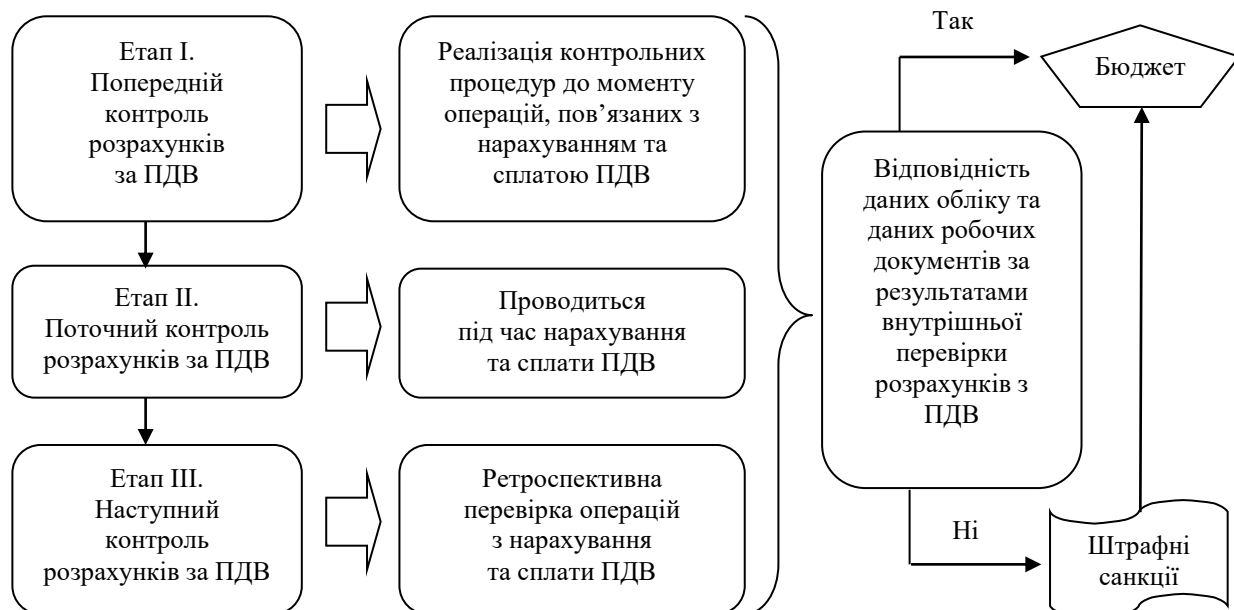 Етап І.
Попередній
контроль
розрахунків
за ПДВ
Реалізація контрольних
процедур до моменту
операцій, пов’язаних з
нарахуванням та
сплатою ПДВ
Етап ІІ.
Поточний контроль
розрахунків за ПДВ
Проводиться
під час нарахування
та сплати ПДВ
Етап ІІІ.
Наступний
контроль
розрахунків за ПДВ
Ретроспективна
перевірка операцій
з нарахування
та сплати ПДВ
Відповідність
даних обліку та
даних робочих
документів за
результатами
внутрішньої
перевірки
розрахунків з
ПДВ
Так
Бюджет
Ні
Штрафні
санкції